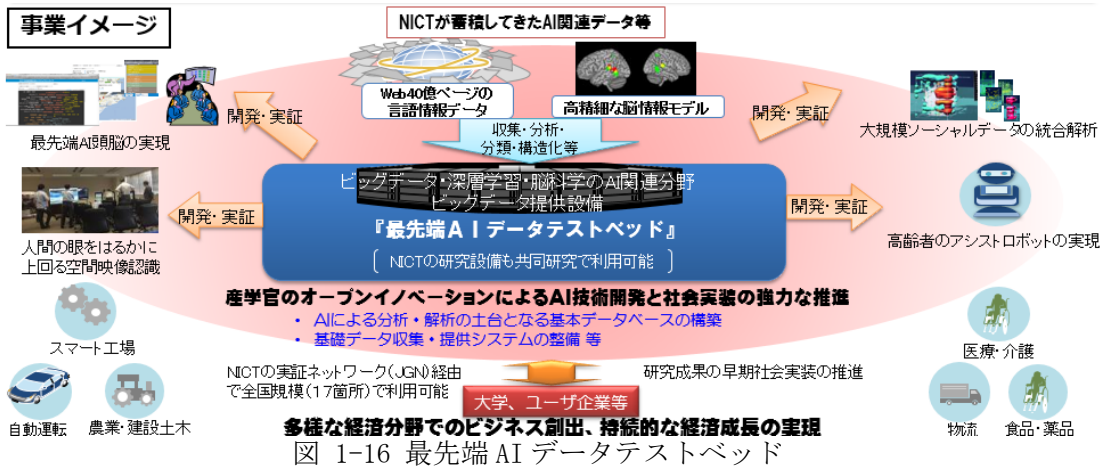 事業イメージ
NICTが蓄積してきたAI関連データ等
Web40億ページの
言語情報データ
高精細な脳情報モデル
開発・実証
最先端AI頭脳の実現
収集・分析・
分類・構造化等
開発・実証
大規模ソーシャルデータの統合解析
ビッグデータ・深層学習・脳科学のAI関連分野
ビッグデータ提供設備
『最先端AIデータテストベッド』
NICTの研究設備も共同研究で利用可能
開発・実証
人間の眼をはるかに
上回る空間映像認識
開発・実証
高齢者のアシストロボットの実現
産学官のオープンイノベーションによるAI技術開発と社会実装の強力な推進
・ AIによる分析・解析の土台となる基本データベースの構築
・ 基礎データ収集・提供システムの整備 等
スマート工場
医療・介護
NICTの実証ネットワーク(JGN)経由
で全国規模(17箇所)で利用可能
研究成果の早期社会実装の推進
大学、ユーザ企業等
自動運転
農業・建設土木
物流
食品・薬品
多様な経済分野でのビジネス創出、持続的な経済成長の実現
図 1-16 最先端 AI データテストベッド